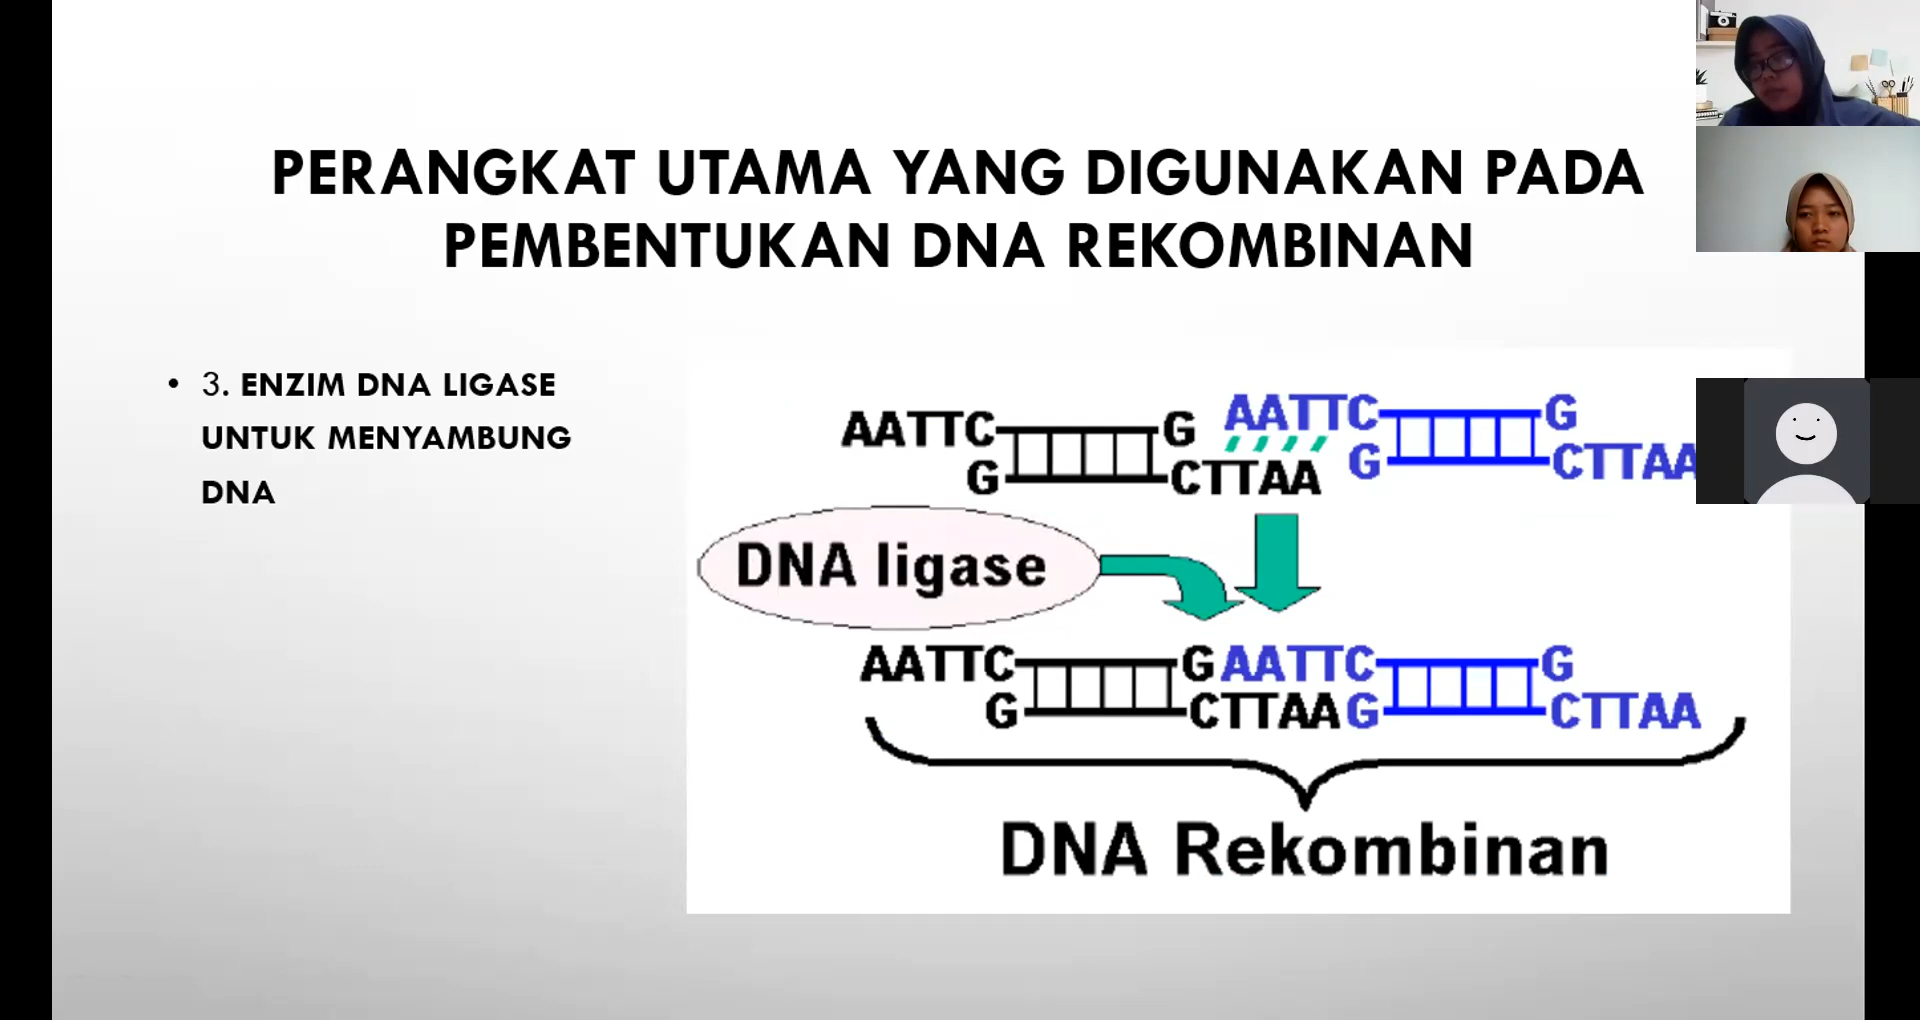 PERANGKAT UTAMA YANG DIGUNAKAN PADA
PEMBENTUKAN DNA REKOMBINAN
• 3. ENZIM DNA LIGASE
UNTUK MENYAMBUNG
DNA
AATTC G AATTC G
G CTTAA G CTTAA
DNA ligase
AATTC GAATTC G
G CTTAAG CTTAA
DNA Rekombinan